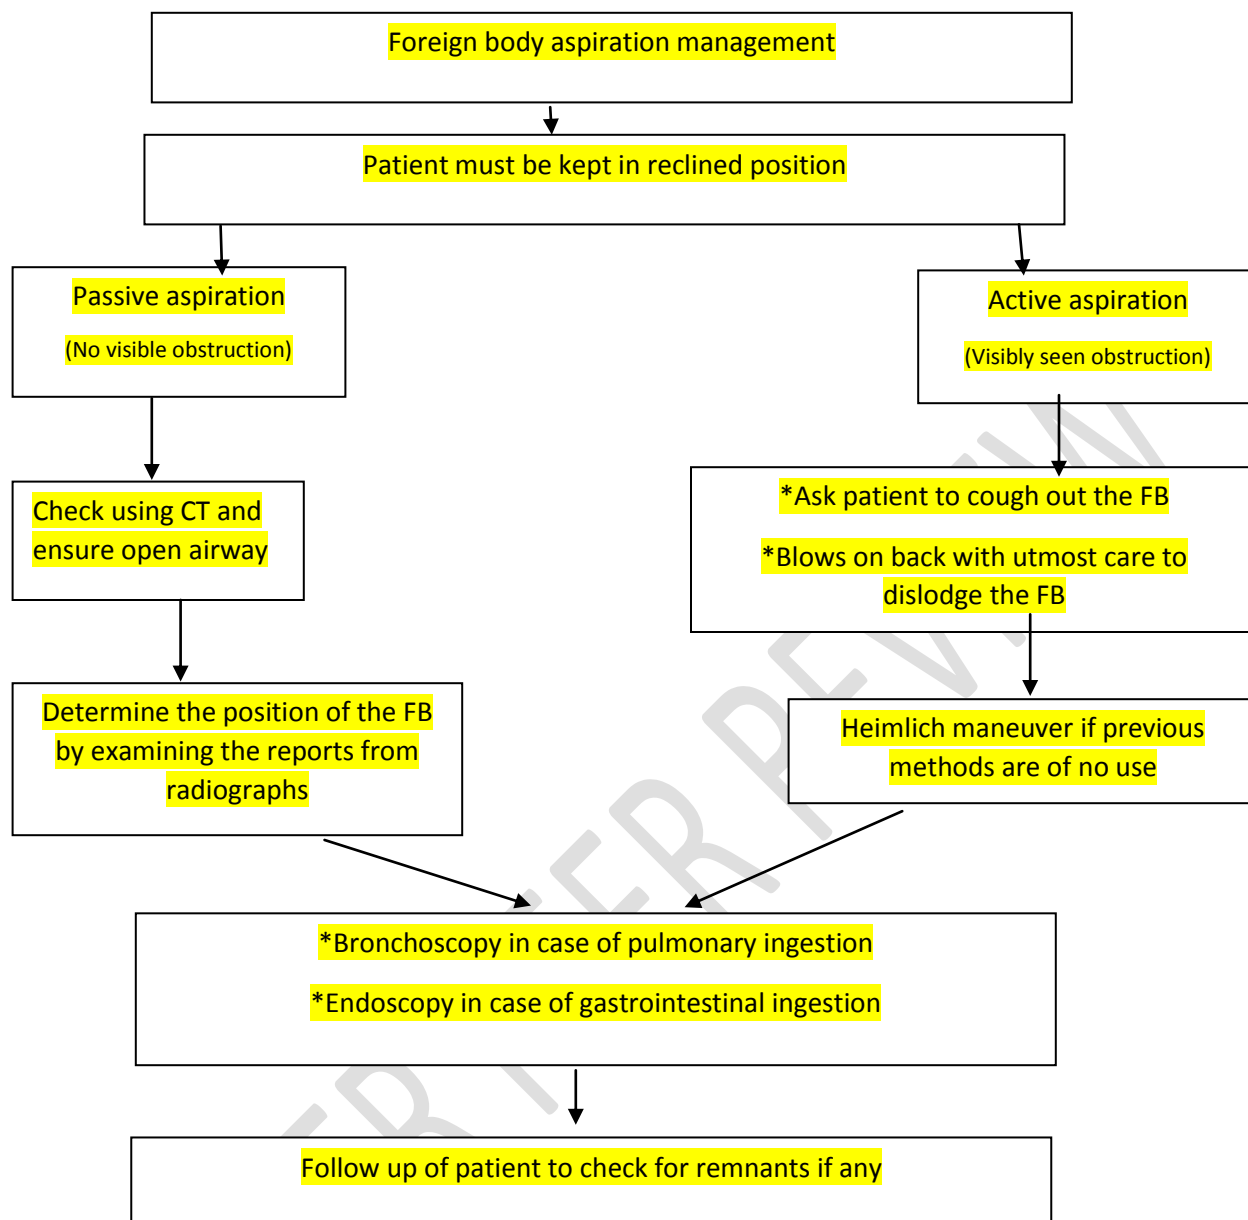 Foreign body aspiration management
Patient must be kept in reclined position
Passive aspiration
(No visible obstruction)
Active aspiration
(Visibly seen obstruction)
Check using CT and
ensure open airway
*Ask patient to cough out the FB
*Blows on back with utmost care to
dislodge the FB
Determine the position of the FB
by examining the reports from
radiographs
Heimlich maneuver if previous
methods are of no use
*Bronchoscopy in case of pulmonary ingestion
*Endoscopy in case of gastrointestinal ingestion
Follow up of patient to check for remnants if any